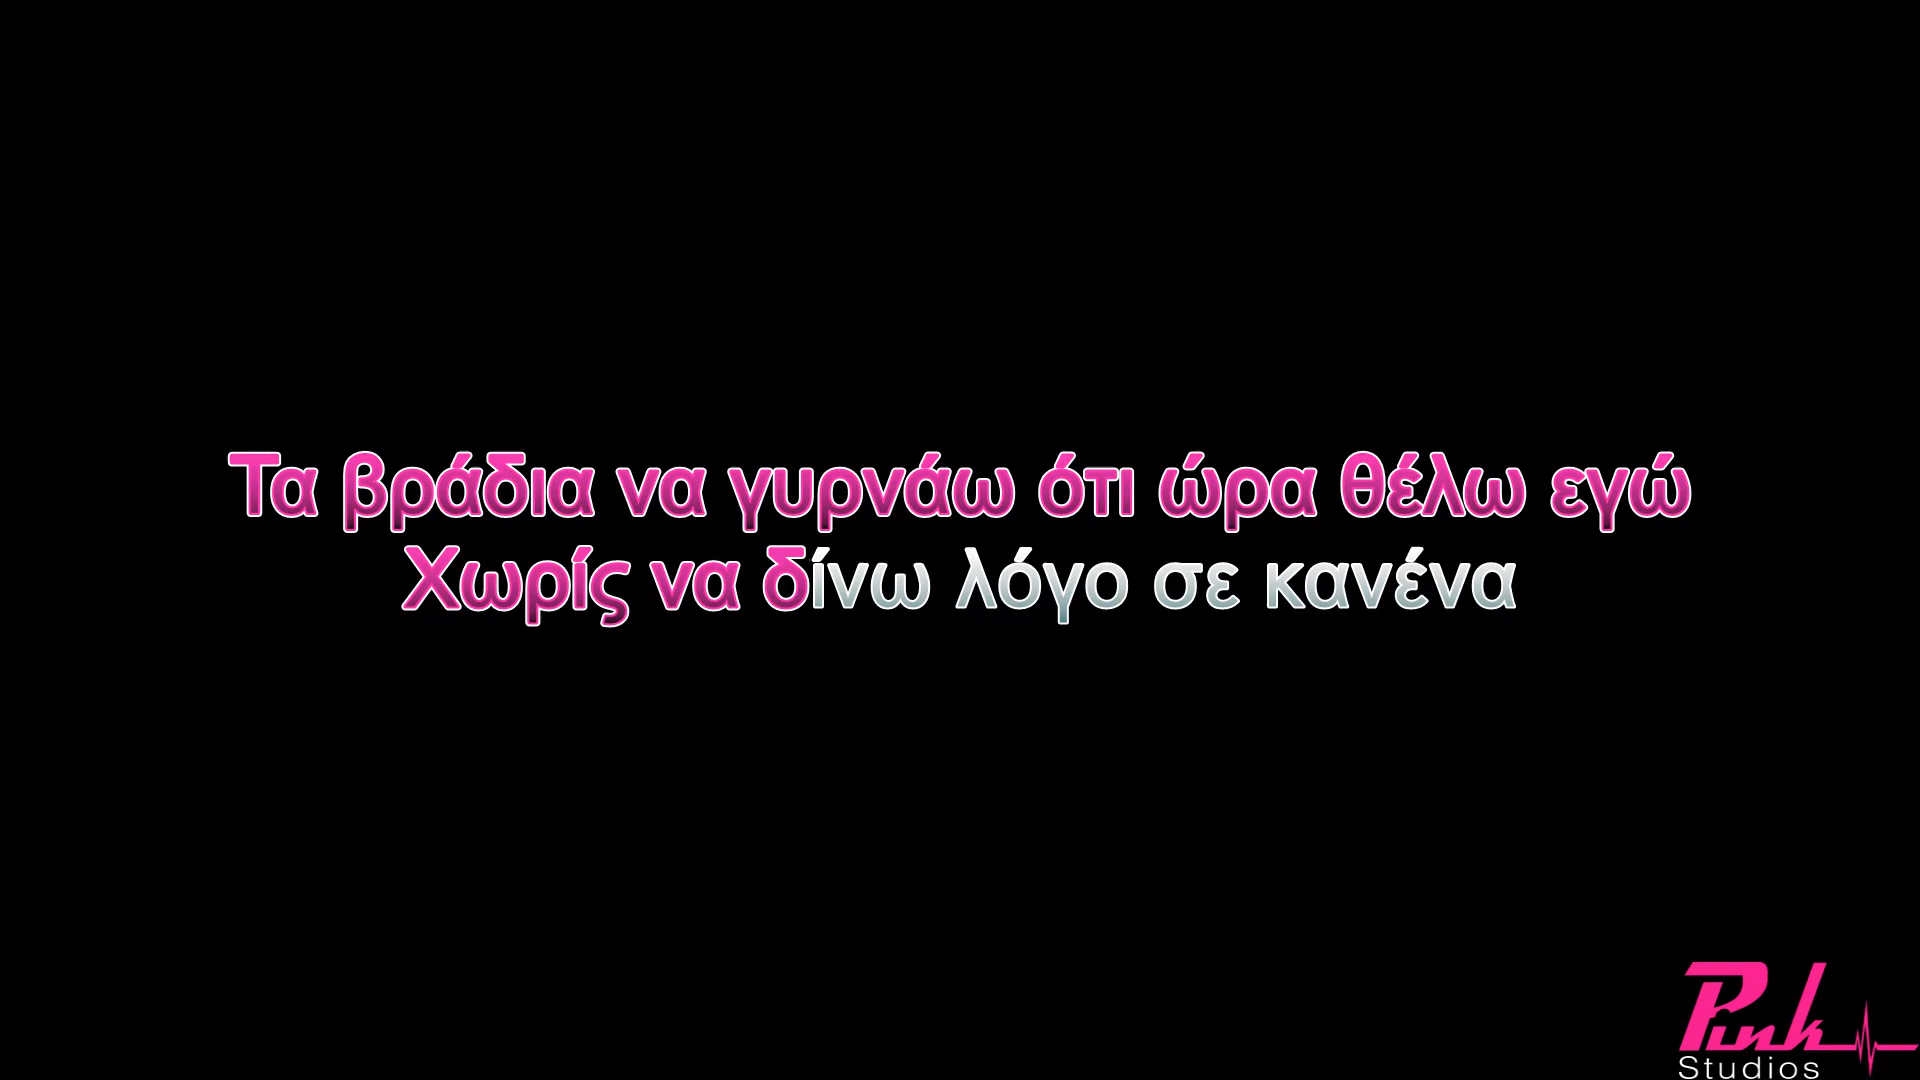 Τα βράδια να γυρνάω ότι ώρα θέλω εγώ
Χωρίς να δίνω λόγο σε κανένα
Pink
Studios